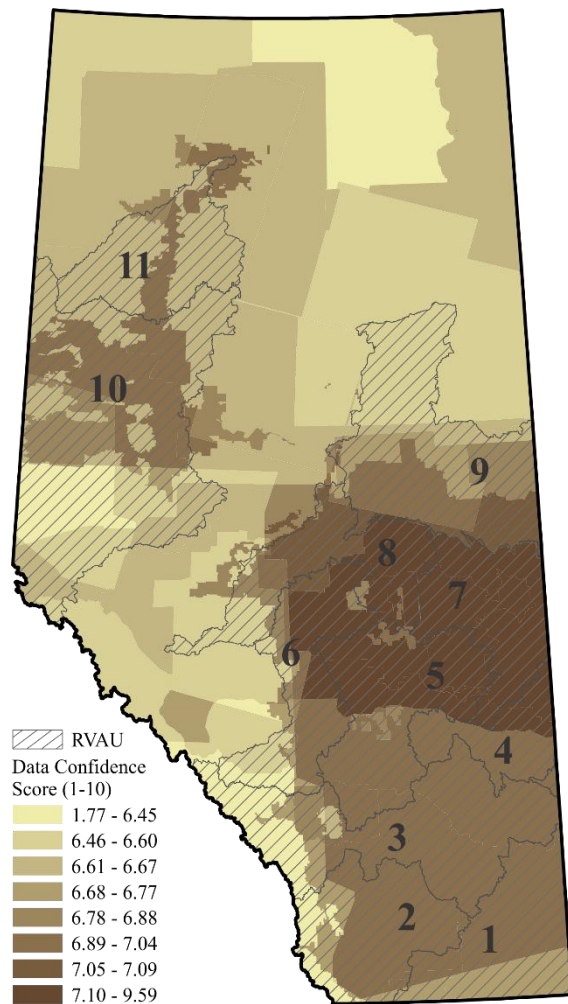 11
10
9
8
7
6
5
4
3
2
1
RVAU
Data Confidence
Score (1-10)
1.77 - 6.45
6.46 - 6.60
6.61 - 6.67
6.68 - 6.77
6.78 - 6.88
6.89 - 7.04
7.05 - 7.09
7.10 - 9.59